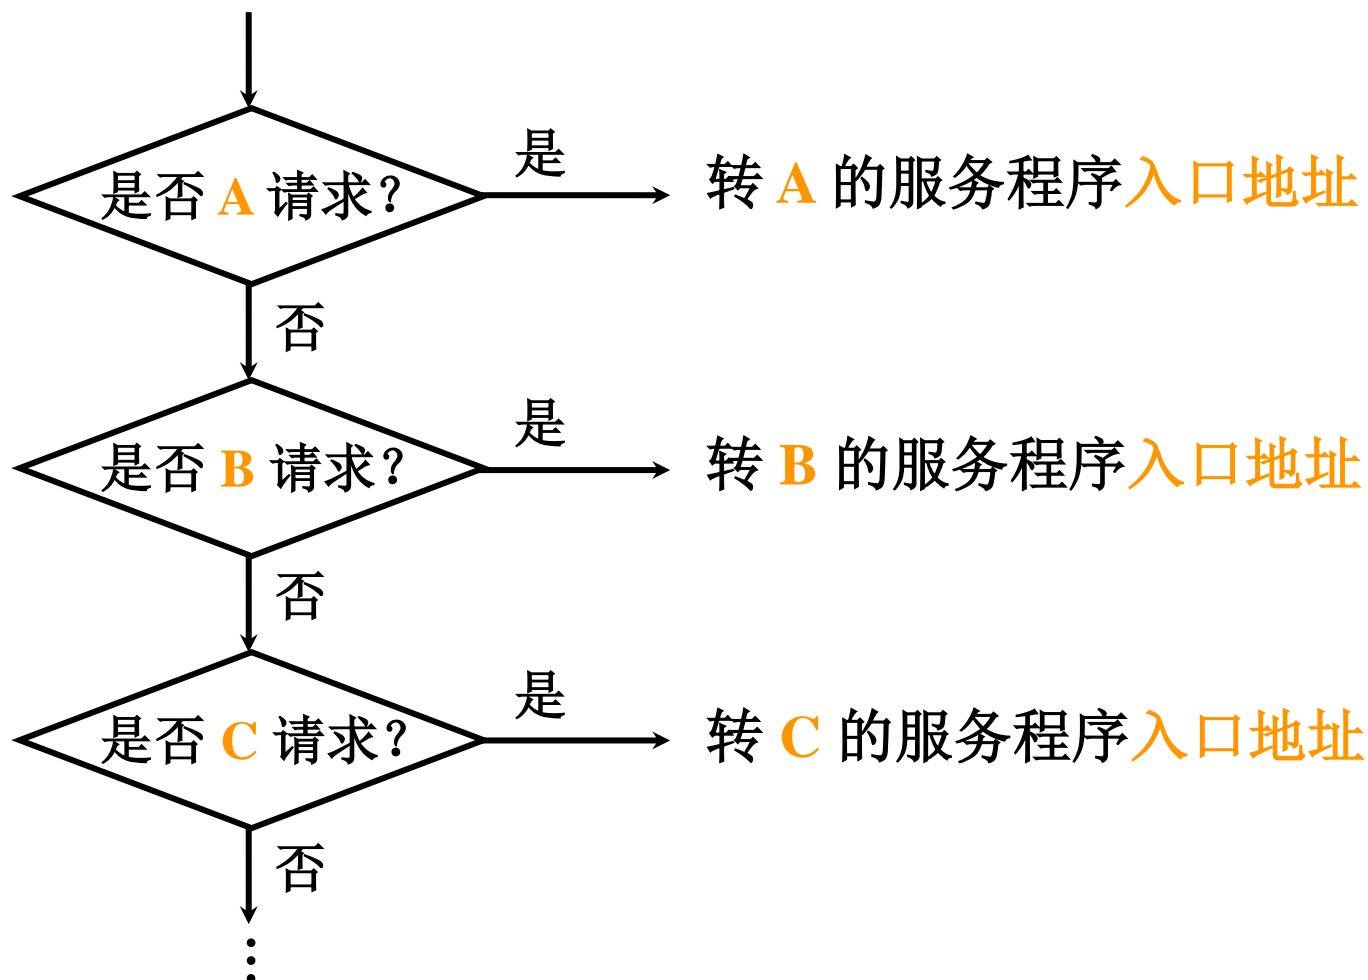 是
是否 A 请求?
转 A 的服务程序入口地址
否
是
是否 B 请求?
转 B 的服务程序入口地址
否
是
是否 C 请求?
转 C 的服务程序入口地址
否